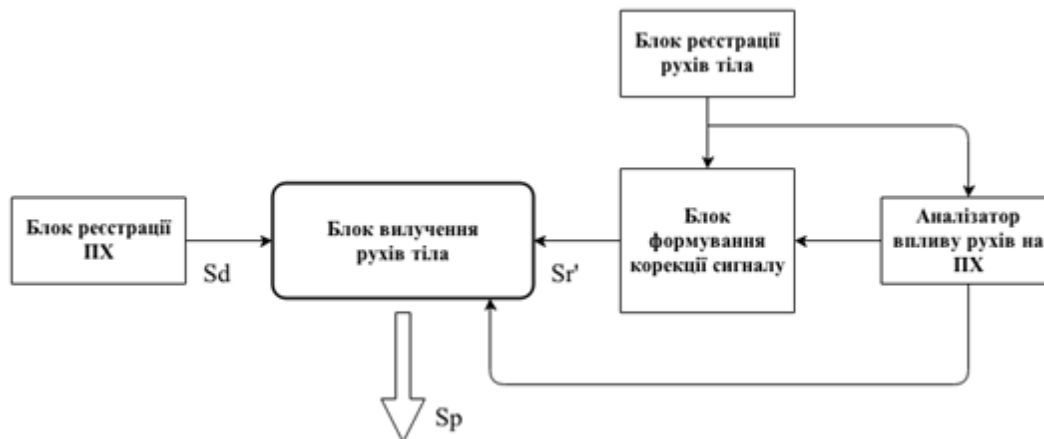 Блок реєстрації
рухів тіла
Блок реєстрації
ПХ
Sd
Блок вилучення
рухів тіла
Sr'
Блок
формування
корекції сигналу
Аналізатор
впливу рухів на
ПХ
Sp